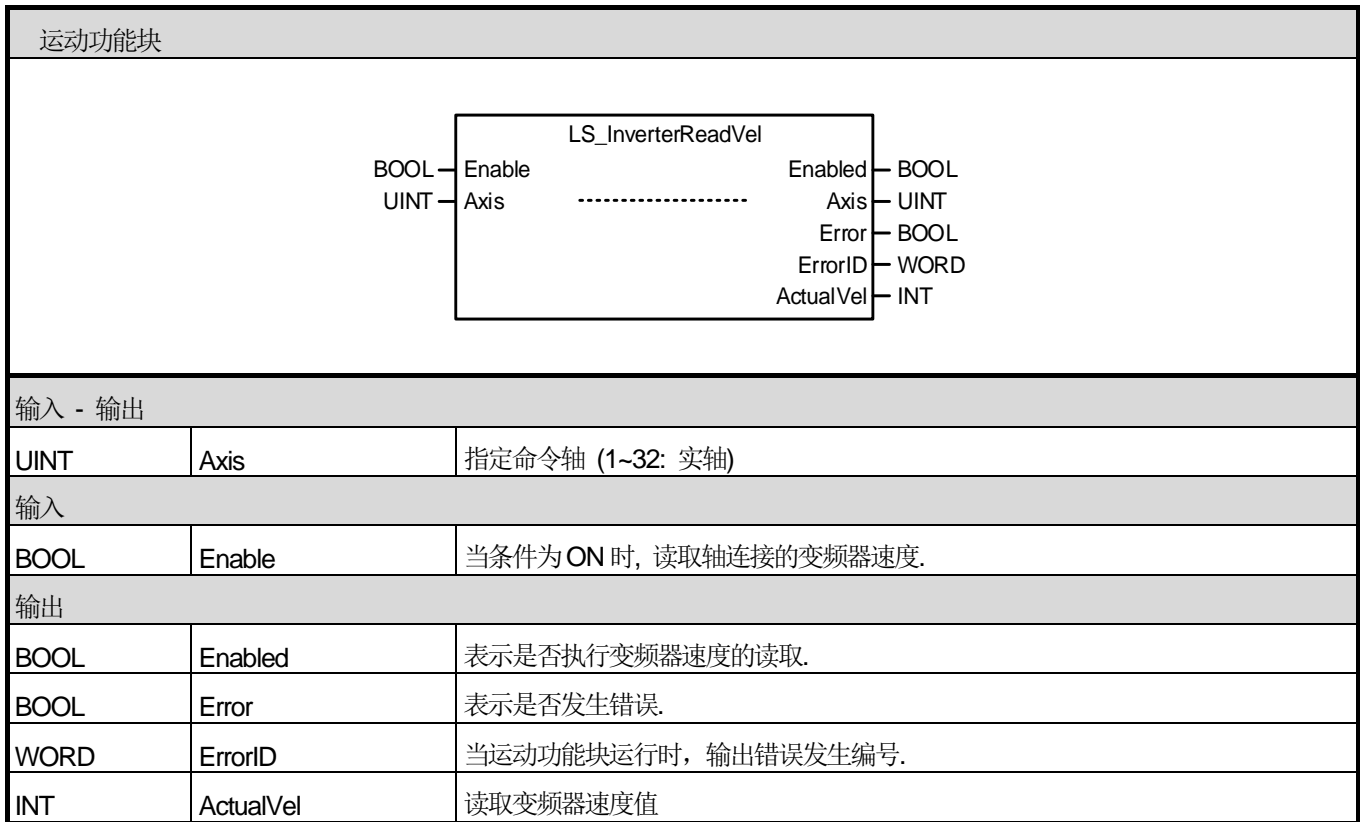 运动功能块
LS_InverterReadVel
BOOL Enable Enabled BOOL
UINT Axis Axis UINT
Error BOOL
ErrorID WORD
ActualVel INT
输入 - 输出
UINT Axis 指定命令轴 (1~32: 实轴)
输入
BOOL Enable 当条件为 ON 时, 读取轴连接的变频器速度.
输出
BOOL Enabled 表示是否执行变频器速度的读取.
BOOL Error 表示是否发生错误.
WORD ErrorID 当运动功能块运行时，输出错误发生编号.
INT ActualVel 读取变频器速度值